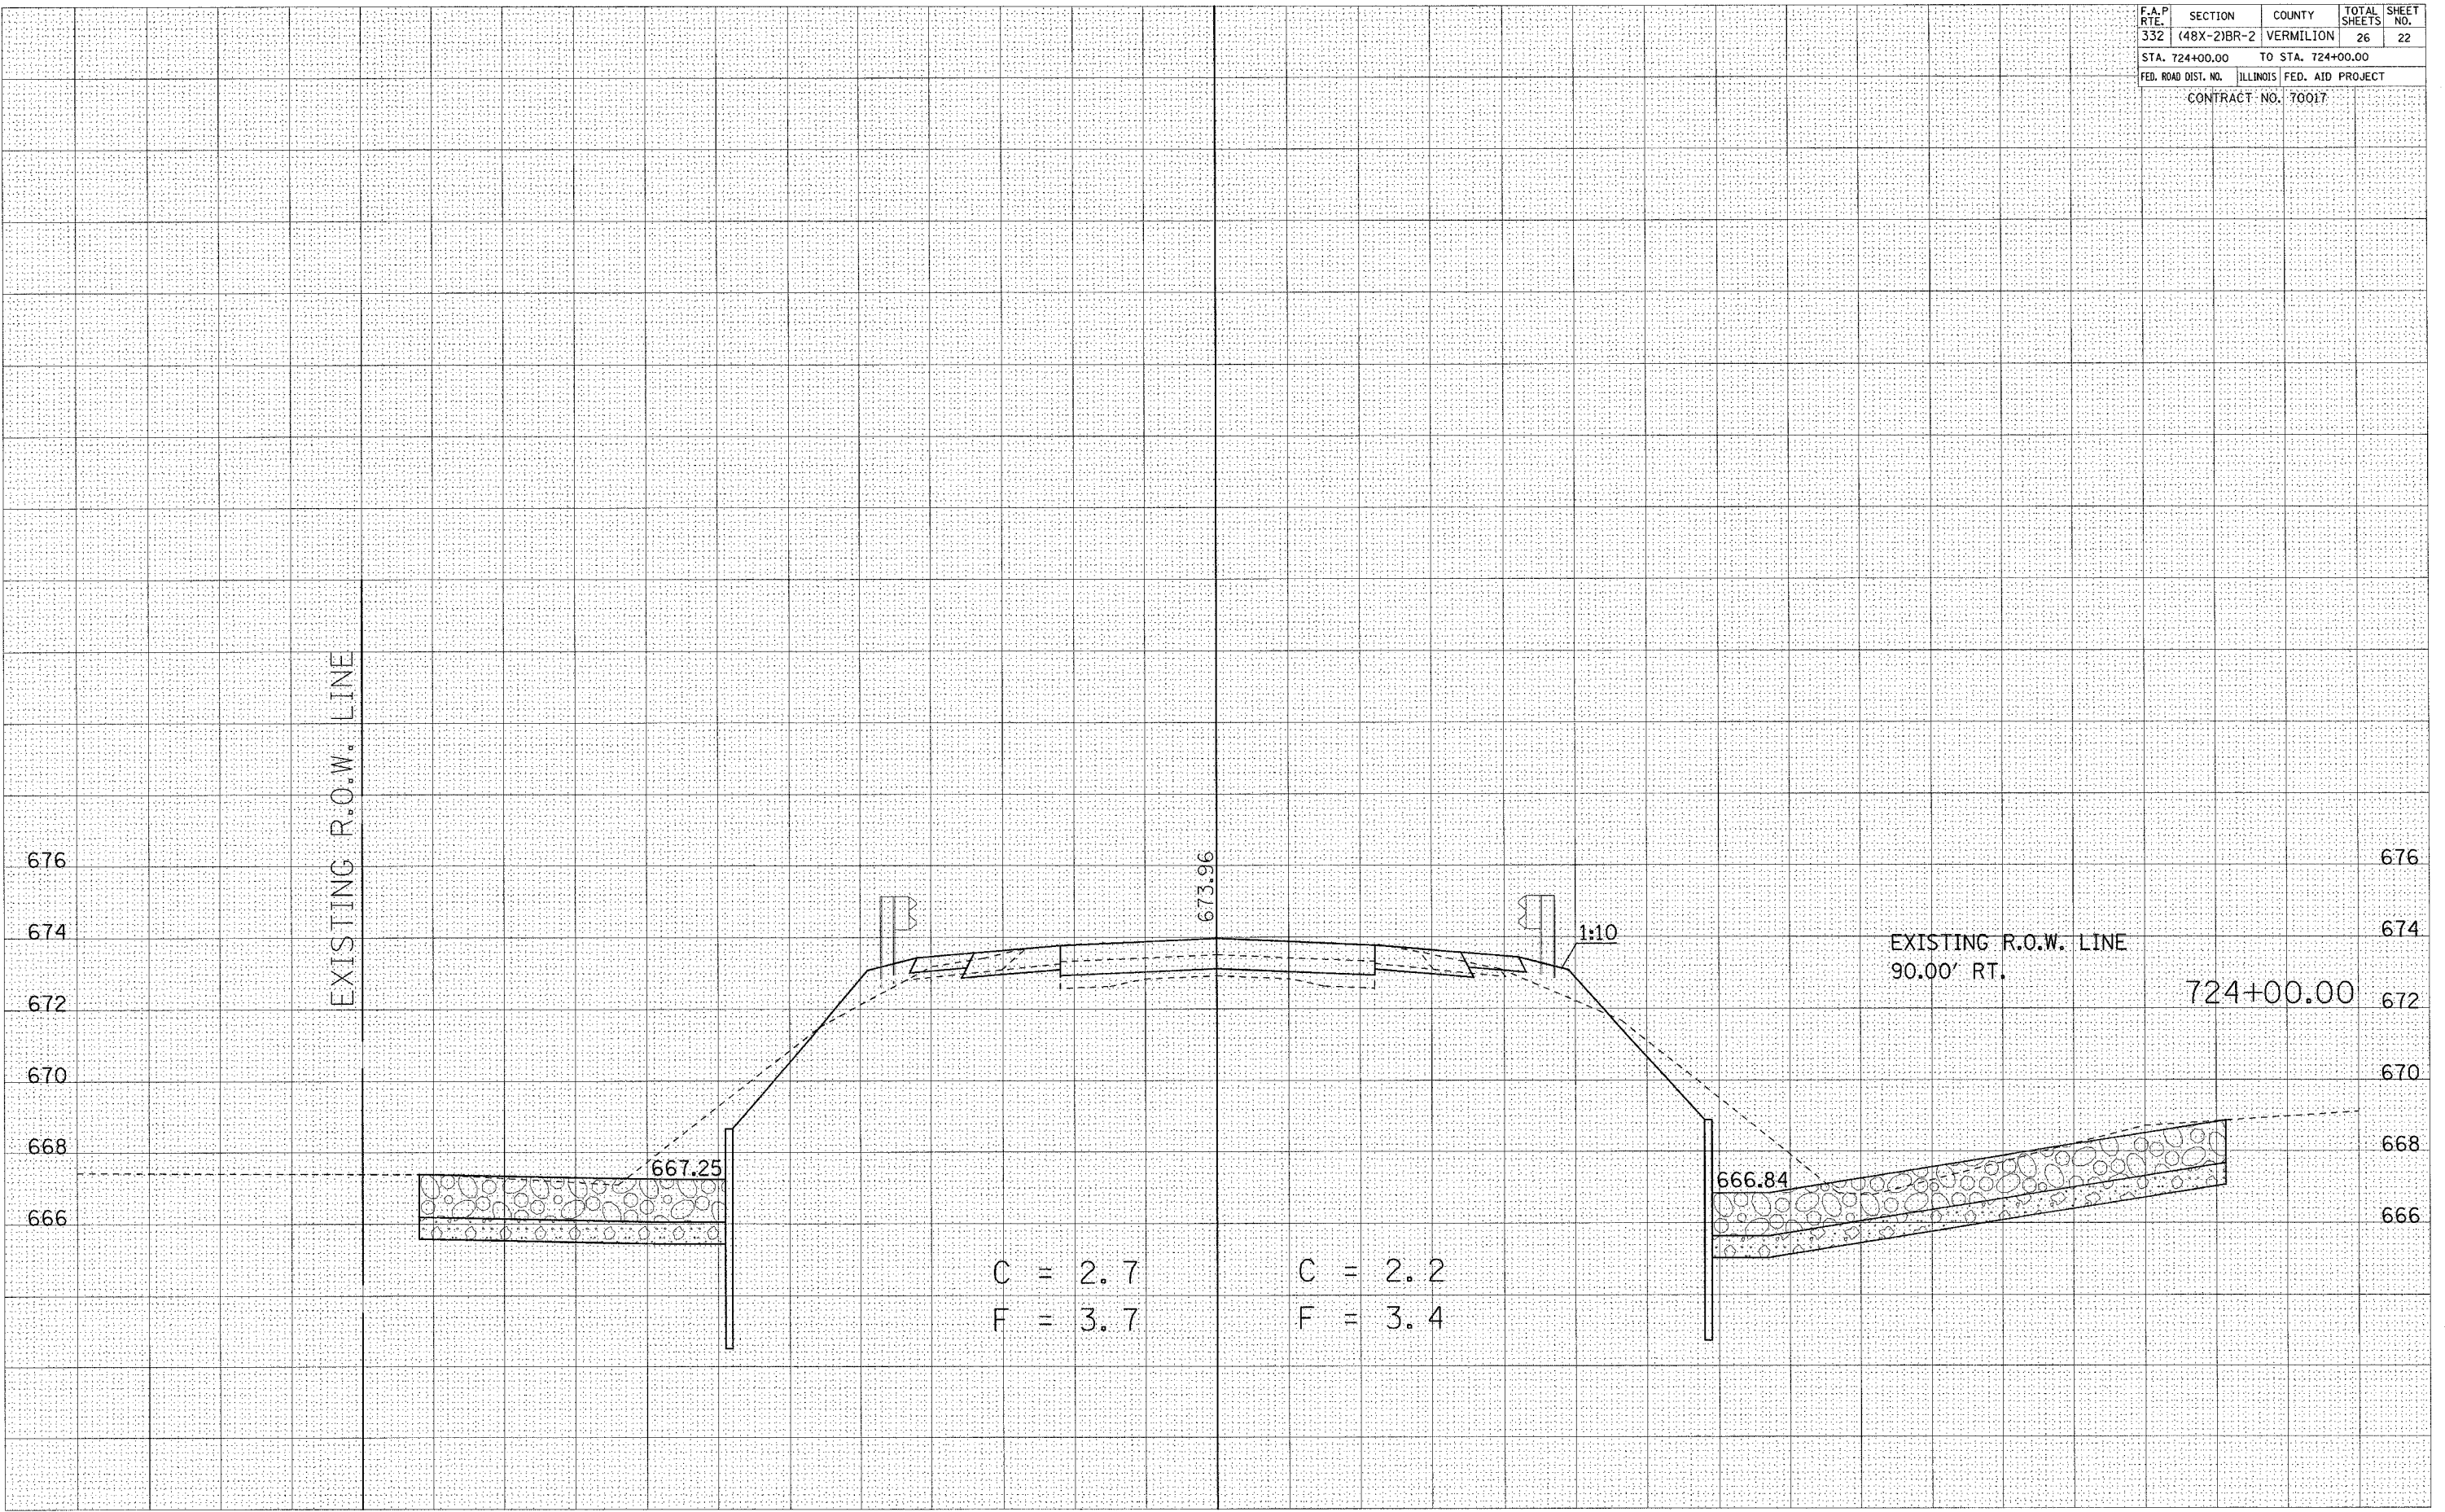 F.A.P RTE. SECTION COUNTY TOTAL SHEETS SHEET NO.
332 (48X-2)BR-2 VERMILION 26 22
STA. 724+00.00 TO STA. 724+00.00
FED. ROAD DIST. NO. ILLINOIS FED. AID PROJECT
CONTRACT NO. 70017
EXISTING R.O.W. LINE
676 673.96 676
674 1:10 674
EXISTING R.O.W. LINE
90.00' RT.
672 724+00.00 672
670 670
668 668
667.25
666.84
666 666
C = 2.7 C = 2.2
F = 3.7 F = 3.4